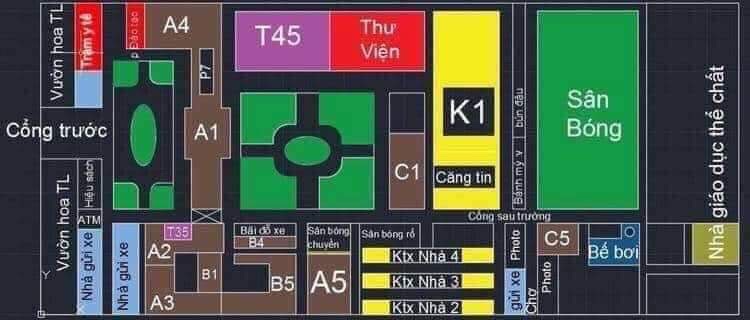 Vườn hoa TL
Trạm y tế
P Đào tạo
A4
P7
T45
Thư
Viện
K1
Căng tin
bún đậu
Bánh mỳ v
Sân
Bóng
Nhà giáo dục thể chất
Cổng trước
A1
C1
Vườn hoa TL
Hiệu sách
ATM
Nhà gửi xe
Nhà gửi xe
T35
A2
A3
B1
Bãi đỗ xe
B4
B5
Sân bóng
chuyền
A5
Sân bóng rổ
Ktx Nhà 4
Ktx Nhà 3
Ktx Nhà 2
Cổng sau trường
Photo
gửi xe
Chợ
Photo
C5
Bể bơi
Y
X